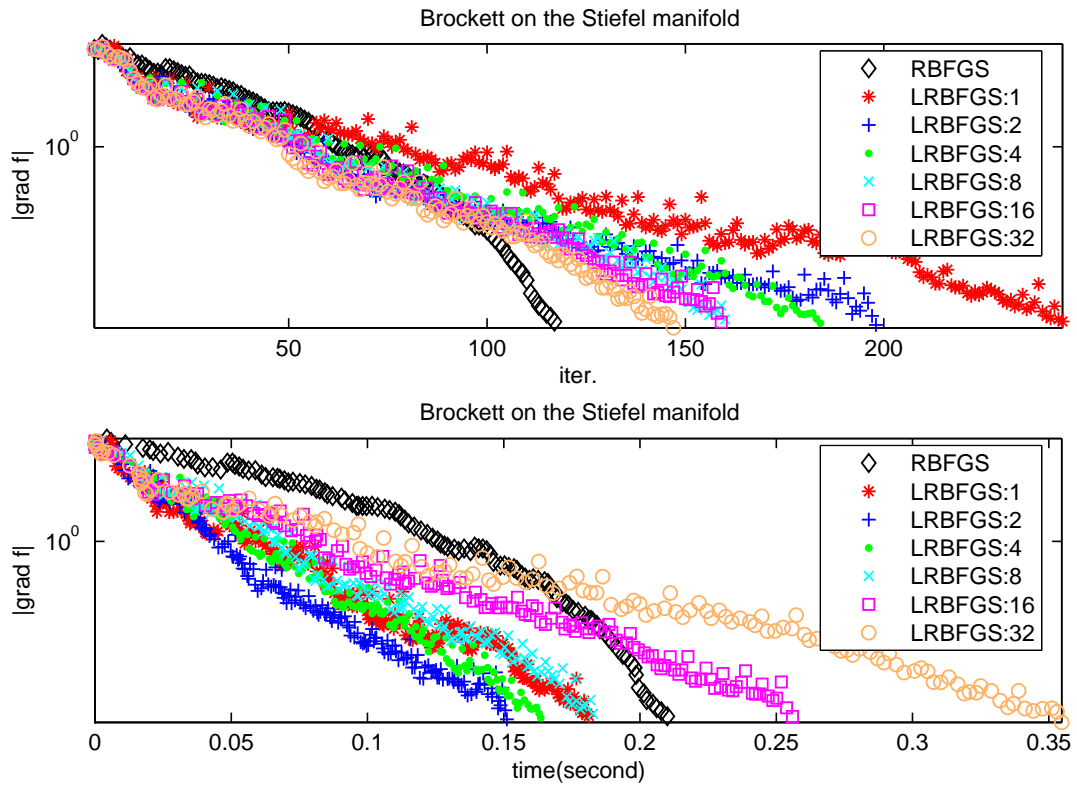 Brockett on the Stiefel manifold
|grad f|
10^0
RBFGS
LRBFGS:1
LRBFGS:2
LRBFGS:4
LRBFGS:8
LRBFGS:16
LRBFGS:32
50 100 150 200
iter.
Brockett on the Stiefel manifold
|grad f|
10^0
RBFGS
LRBFGS:1
LRBFGS:2
LRBFGS:4
LRBFGS:8
LRBFGS:16
LRBFGS:32
0 0.05 0.1 0.15 0.2 0.25 0.3 0.35
time(second)